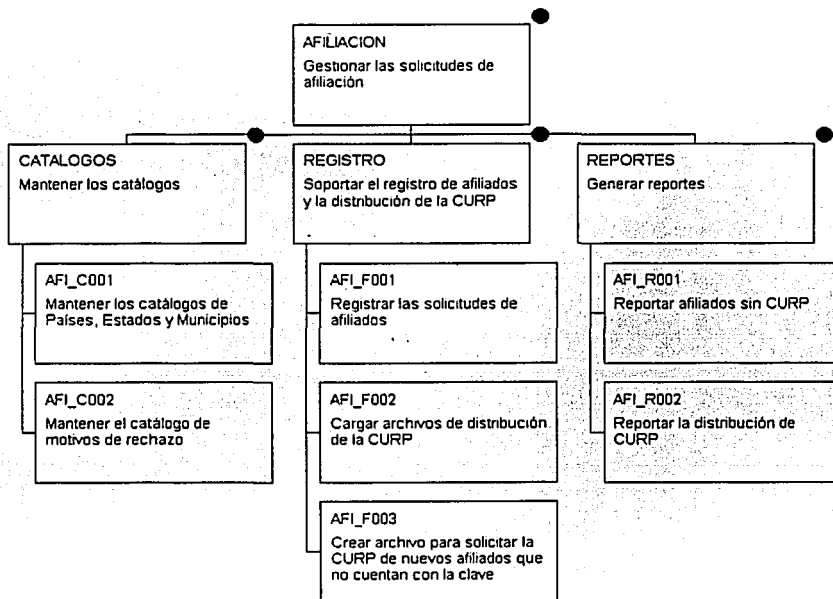 AFILIACION
Gestionar las solicitudes de
afiliación
CATALOGOS
Mantener los catálogos
REGISTRO
Soportar el registro de afiliados
y la distribución de la CURP
REPORTES
Generar reportes
AFI_C001
Mantener los catálogos de
Países, Estados y Municipios
AFI_C002
Mantener el catálogo de
motivos de rechazo
AFI_F001
Registrar las solicitudes de
afiliados
AFI_F002
Cargar archivos de distribución
de la CURP
AFI_F003
Crear archivo para solicitar la
CURP de nuevos afiliados que
no cuentan con la clave
AFI_R001
Reportar afiliados sin CURP
AFI_R002
Reportar la distribución de
CURP